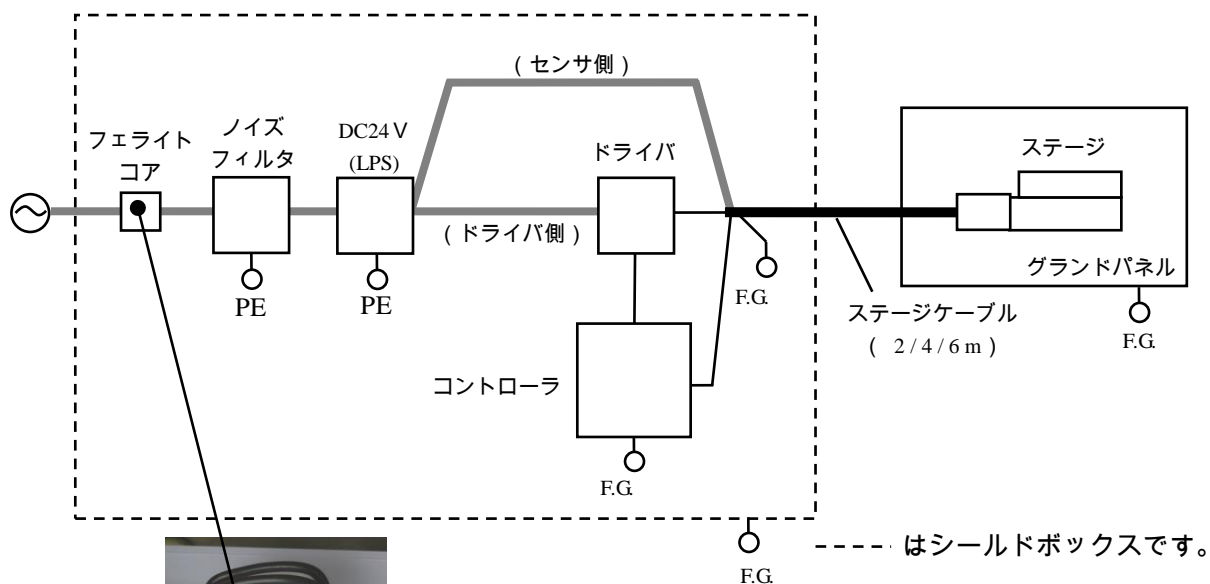 (センサ側)
フェライト
コア
ノイズ
フィルタ
DC24V
(LPS)
ドライバ
ステージ
(ドライバ側)
PE
PE
F.G.
グランドパネル
F.G.
ステージケーブル
( 2 / 4 / 6 m )
コントローラ
F.G.
F.G.
はシールドボックスです。